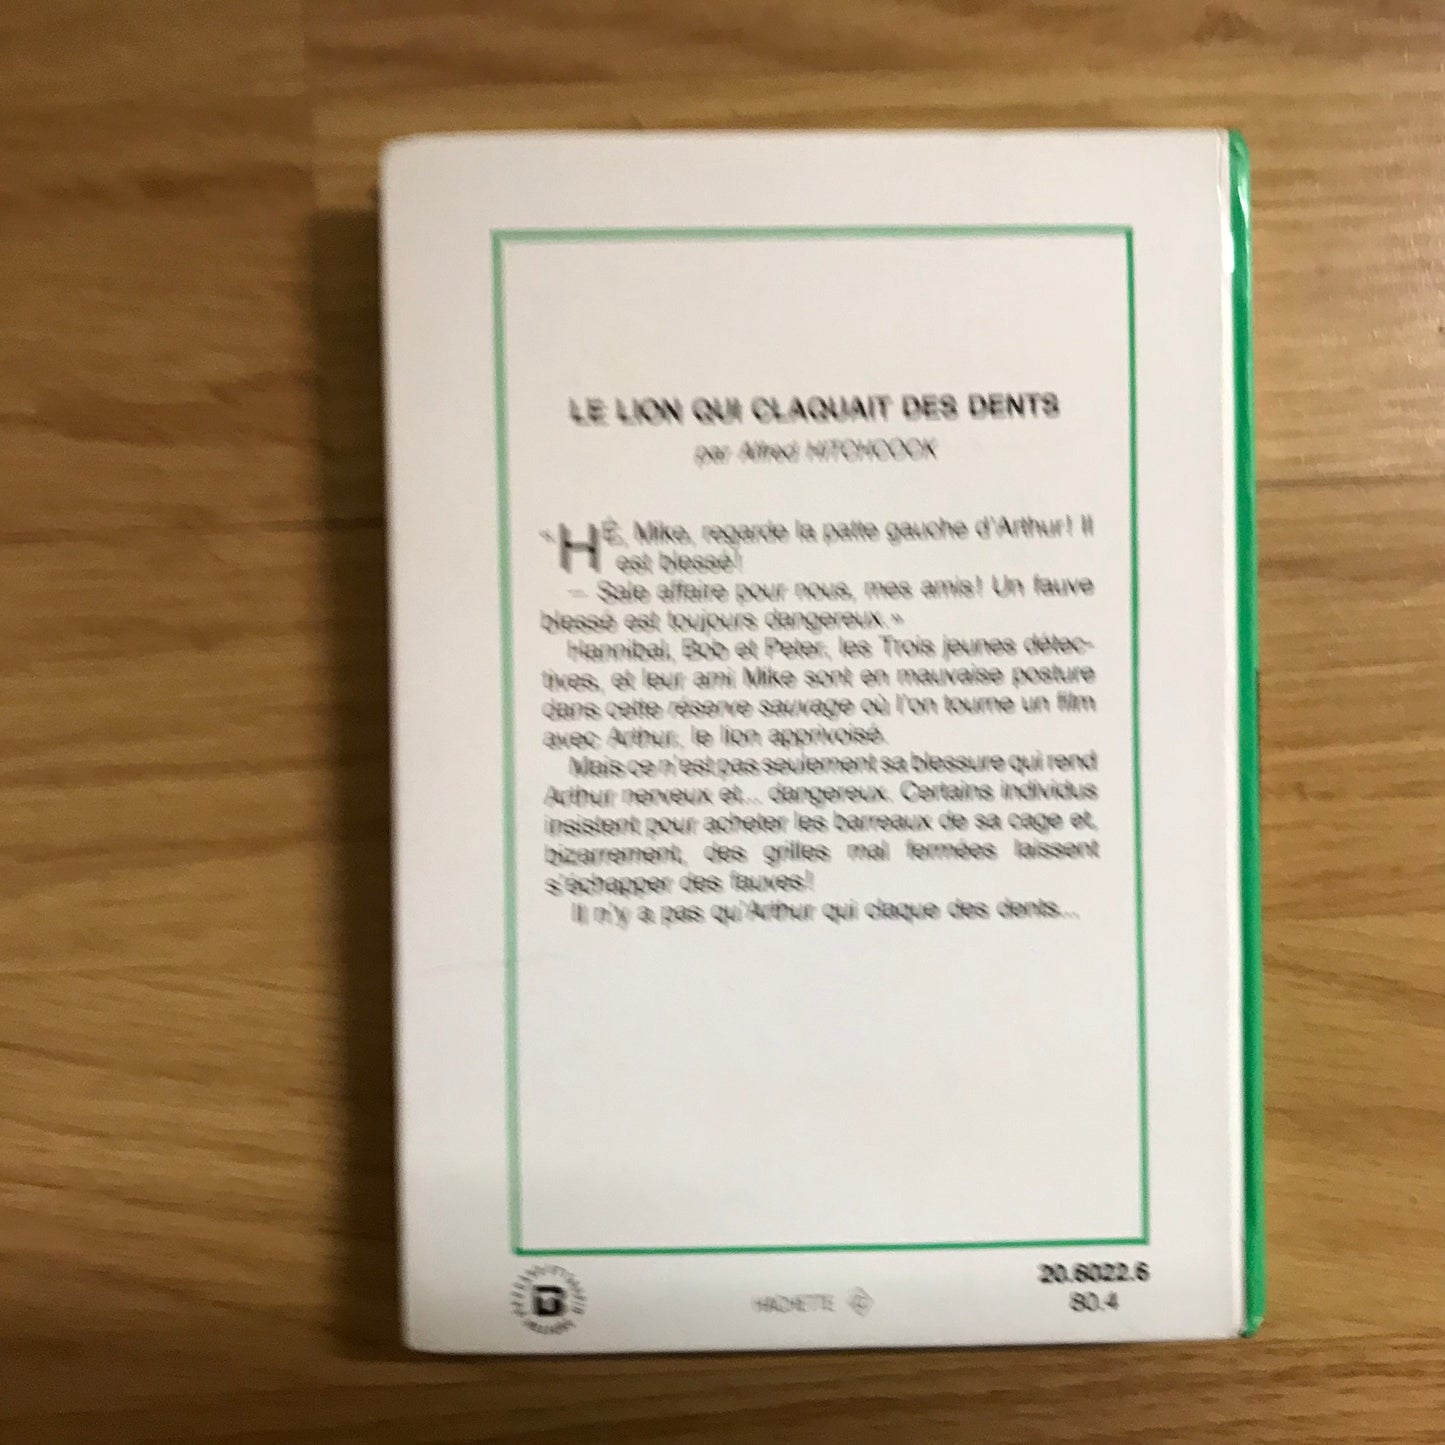 LE LION QUI CLAQUAIT DES DENTS
par Alfred HITCHCOCK
« HÉ, Mike, regarde la patte gauche d'Arthur! Il
est blessé!
— Sale affaire pour nous, mes amis! Un fauve
blessé est toujours dangereux. »
Hannibal, Bob et Peter, les Trois jeunes détec-
tives, et leur ami Mike sont en mauvaise posture
dans cette réserve sauvage où l'on tourne un film
avec Arthur, le lion apprivoisé.
Mais ce n'est pas seulement sa blessure qui rend
Arthur nerveux et... dangereux. Certains individus
insistent pour acheter les barreaux de sa cage et,
bizarrement, des grilles mal fermées laissent
s'échapper des fauves!
Il n'y a pas qu'Arthur qui claque des dents...
20.6022.6
HACHETTE
80.4